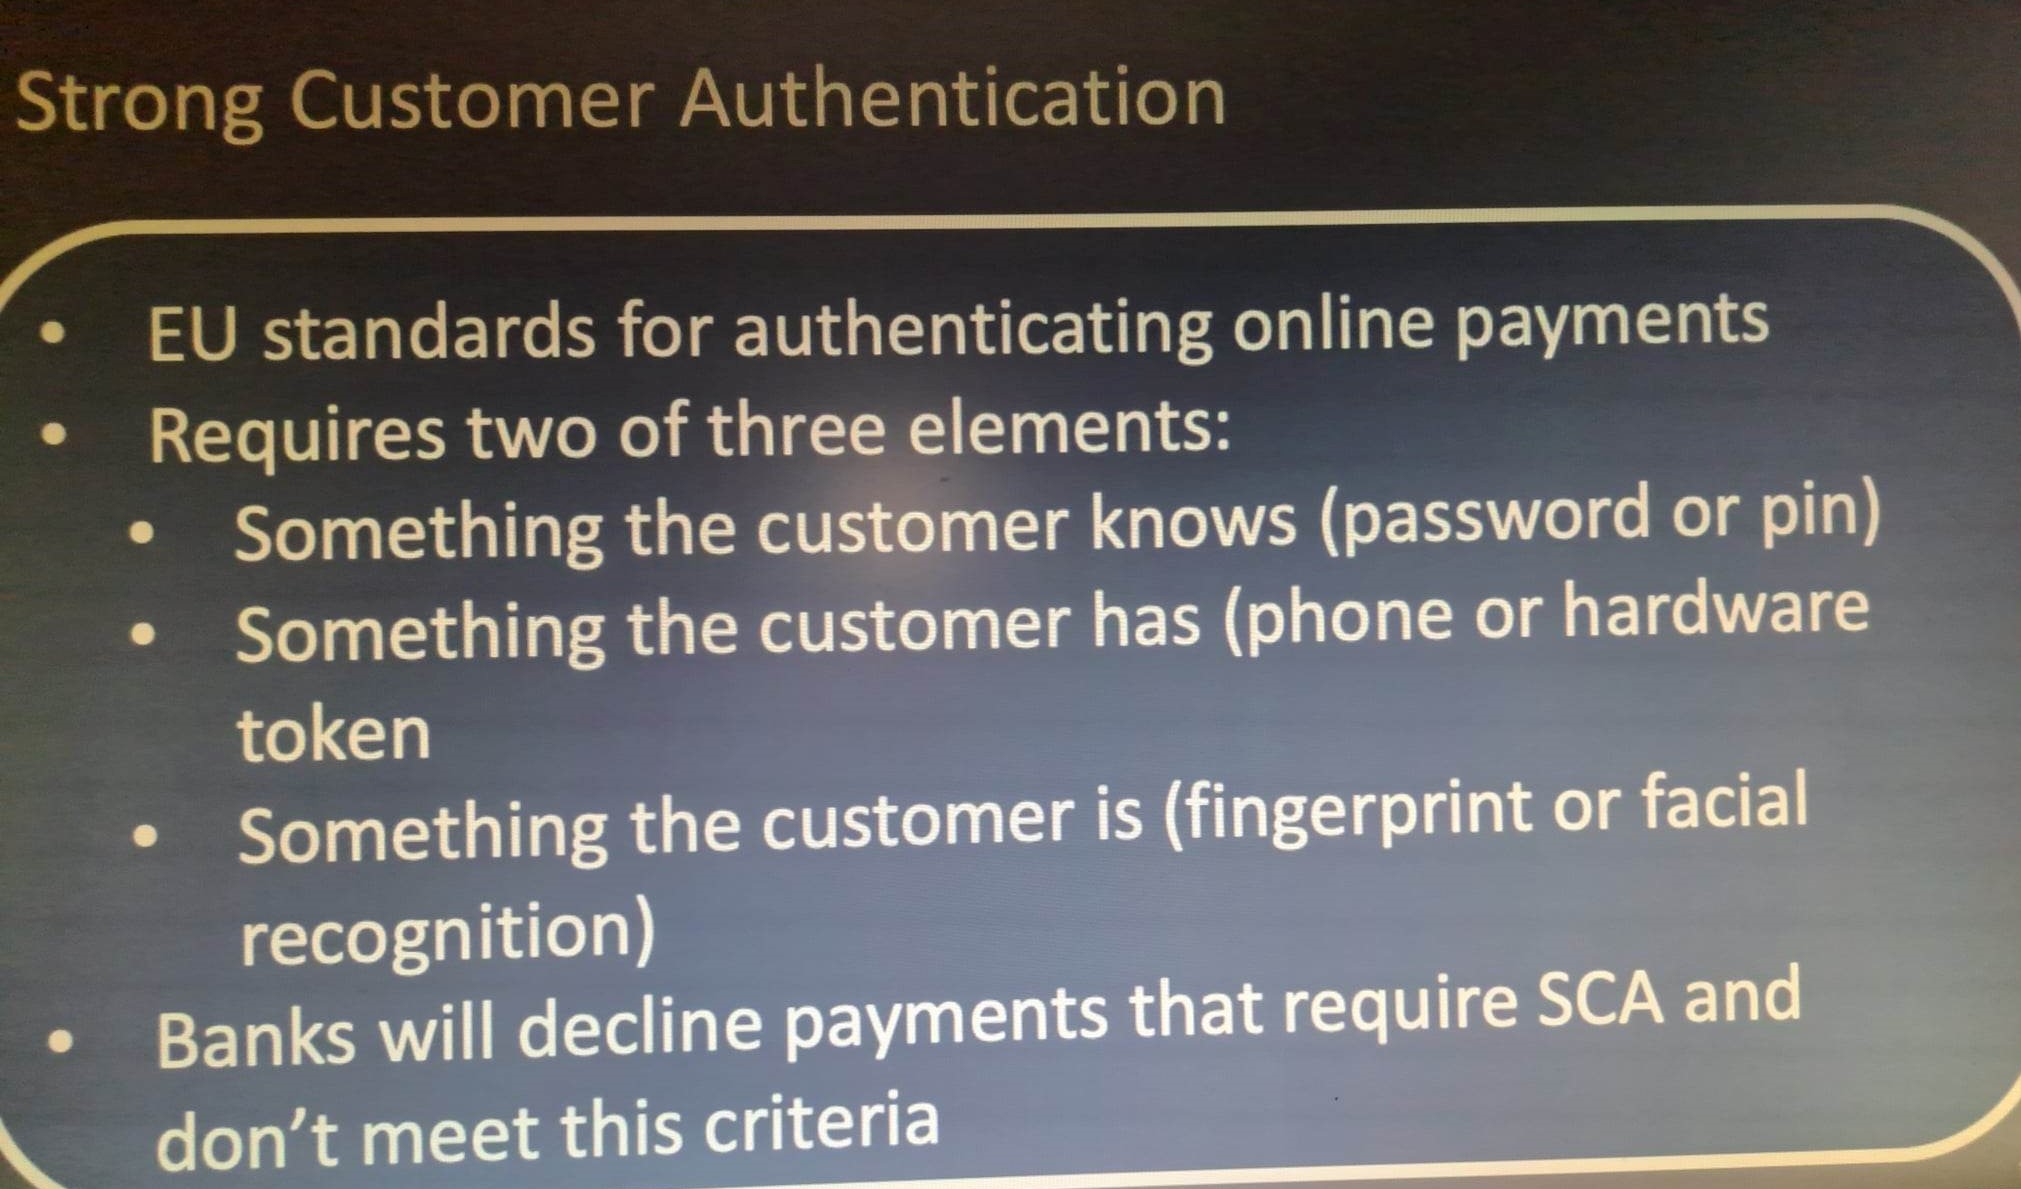 Strong Customer Authentication
• EU standards for authenticating online payments
• Requires two of three elements:
• Something the customer knows (password or pin)
• Something the customer has (phone or hardware
token
• Something the customer is (fingerprint or facial
recognition)
• Banks will decline payments that require SCA and
don't meet this criteria